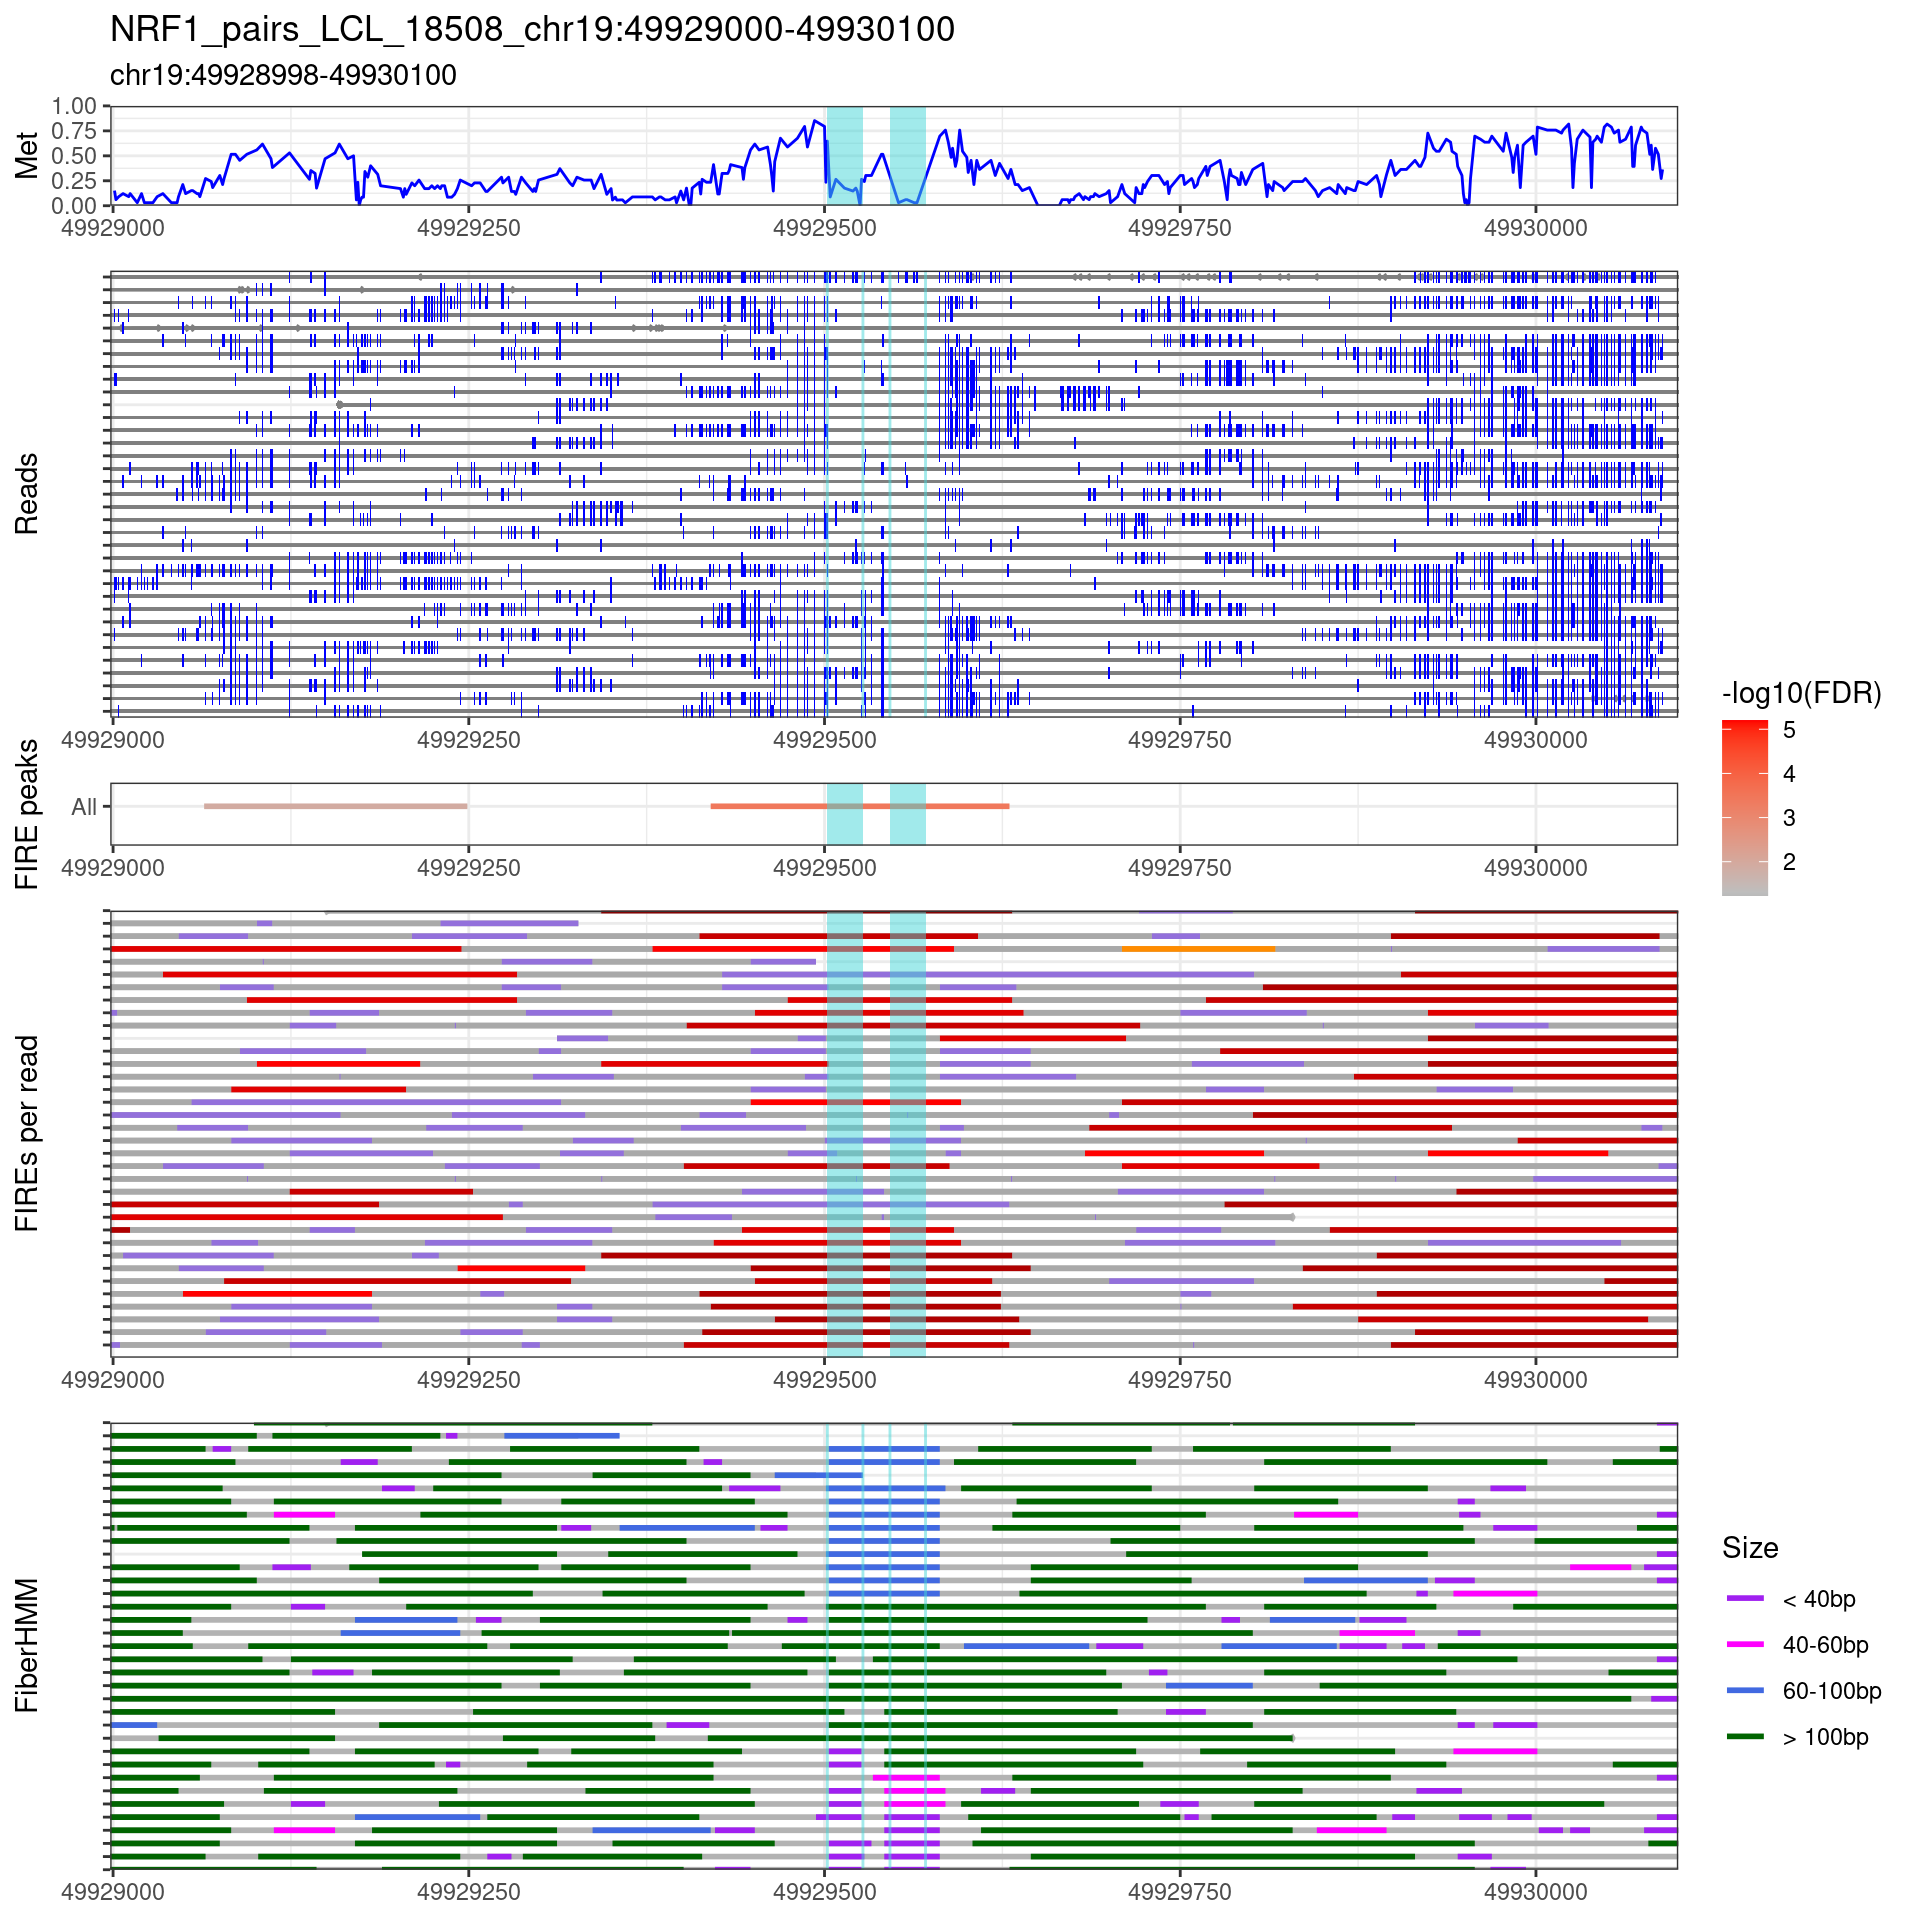 NRF1_pairs_LCL_18508_chr19:49929000-49930100
chr19:49928998-49930100
Met
1.00
0.75
0.50
0.25
0.00
49929000 49929250 49929500 49929750 49930000
Reads
49929000 49929250 49929500 49929750 49930000
FIRE peaks
All
49929000 49929250 49929500 49929750 49930000
-log10(FDR)
5
4
3
2
FIREs per read
49929000 49929250 49929500 49929750 49930000
FiberHMM
49929000 49929250 49929500 49929750 49930000
Size
< 40bp
40-60bp
60-100bp
> 100bp